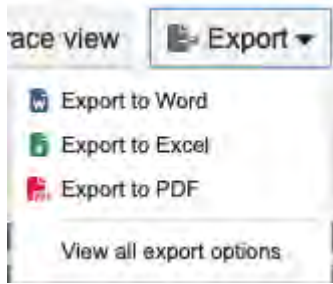 ace view Export
Export to Word
Export to Excel
Export to PDF
View all export options